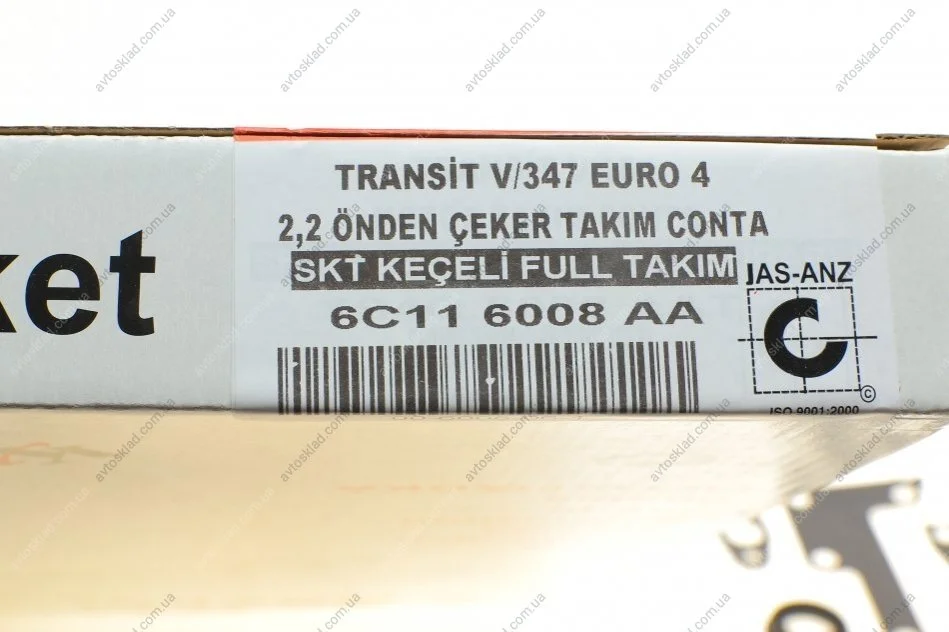 TRANSİT V/347 EURO 4
2,2 ÖNDEN ÇEKER TAKIM CONTA
SKT KEÇELİ FULL TAKIM
6C11 6008 AA
JAS-ANZ
C
©
ISO 9001:2000
ket
avtosklad.com.ua